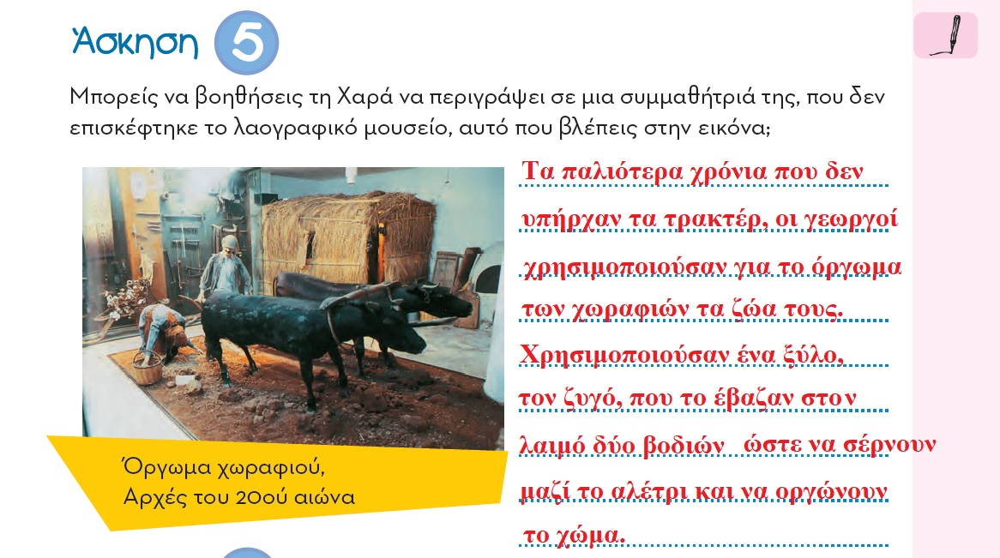 Άσκηση 5
Μπορείς να βοηθήσεις τη Χαρά να περιγράψει σε μια συμμαθήτριά της, που δεν
επισκέφτηκε το λαογραφικό μουσείο, αυτό που βλέπεις στην εικόνα;
Τα παλιότερα χρόνια που δεν
υπήρχαν τα τρακτέρ, οι γεωργοί
χρησιμοποιούσαν για το όργωμα
των χωραφιών τα ζώα τους.
Χρησιμοποιούσαν ένα ξύλο,
τον ζυγό, που το έβαζαν στον
λαιμό δύο βοδιών ώστε να σέρνουν
μαζί το αλέτρι και να οργώνουν
το χώμα.
Όργωμα χωραφιού,
Αρχές του 20ού αιώνα